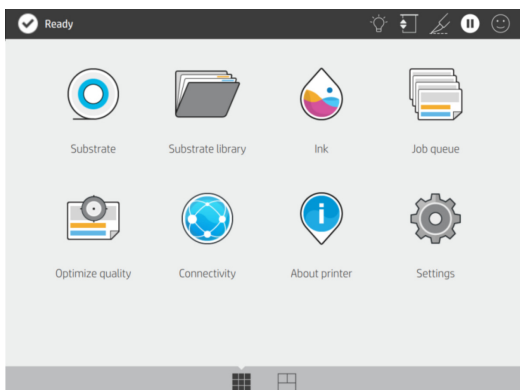 Ready
Substrate
Substrate library
Ink
Job queue
Optimize quality
Connectivity
About printer
Settings